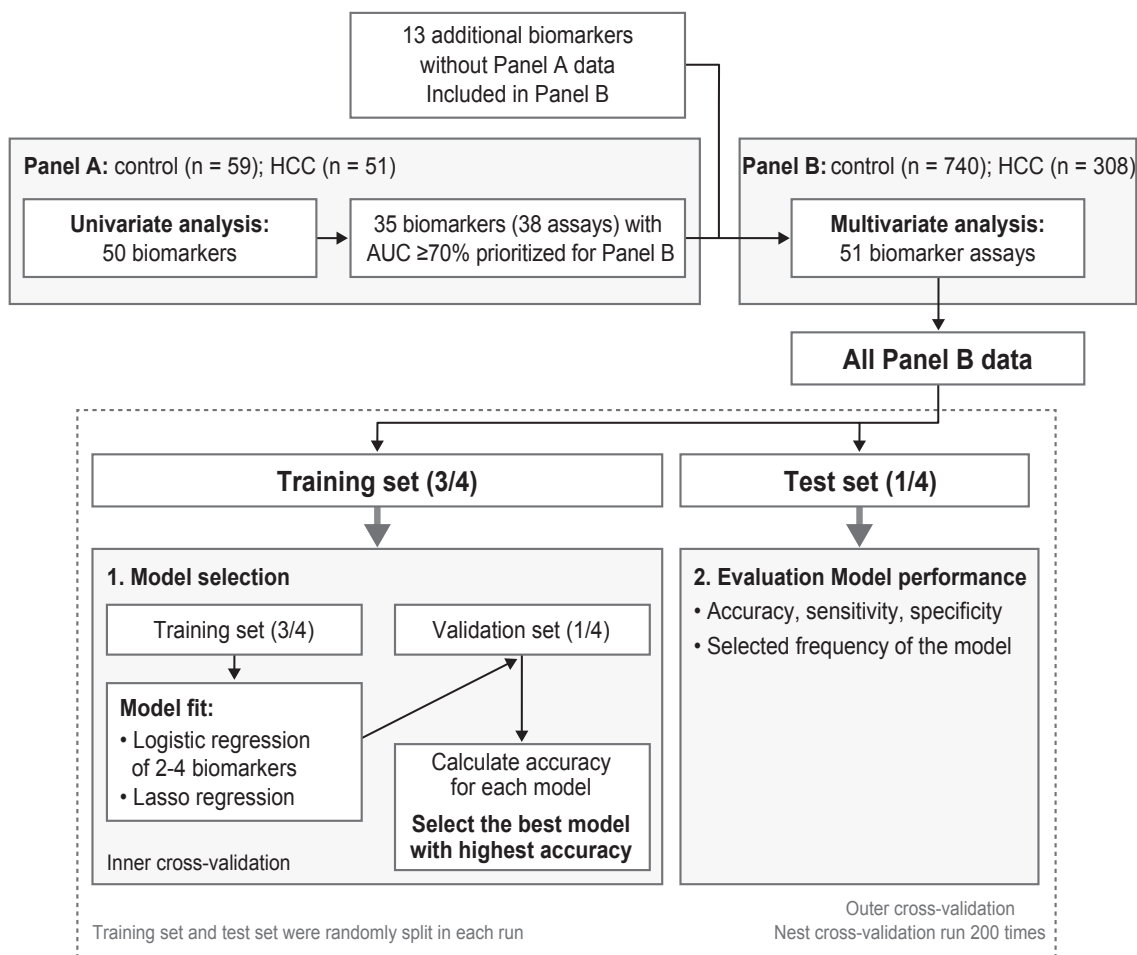 13 additional biomarkers
without Panel A data
Included in Panel B
Panel A: control (n = 59); HCC (n = 51)
Univariate analysis:
50 biomarkers
35 biomarkers (38 assays) with
AUC ≥70% prioritized for Panel B
Panel B: control (n = 740); HCC (n = 308)
Multivariate analysis:
51 biomarker assays
All Panel B data
Training set (3/4)
Test set (1/4)
1. Model selection
Training set (3/4)
Validation set (1/4)
Model fit:
• Logistic regression
of 2-4 biomarkers
• Lasso regression
Calculate accuracy
for each model
Select the best model
with highest accuracy
Inner cross-validation
2. Evaluation Model performance
• Accuracy, sensitivity, specificity
• Selected frequency of the model
Training set and test set were randomly split in each run
Outer cross-validation
Nest cross-validation run 200 times